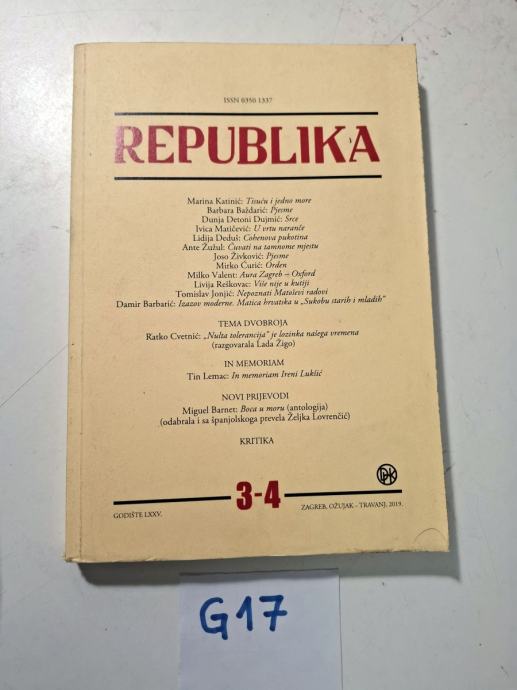 ISSN 0350 1337
REPUBLIKA
Marina Katinić: Tisuću i jedno more
Barbara Baždarić: Pjesme
Dunja Detoni Dujmić: Srce
Ivica Matičević: U vrtu naranče
Lidija Deduš: Cohenova pukotina
Ante Žužul: Čuvati na tamnome mjestu
Joso Živković: Pjesme
Mirko Ćurić: Orden
Milko Valent: Aura Zagreb – Oxford
Livija Reškovac: Više nije u kutiji
Tomislav Jonjić: Nepoznati Matoševi radovi
Damir Barbarić: Izazov moderne. Matica hrvatska u „Sukobu starih i mladih“
TEMA DVOBROJA
Ratko Cvetnić: „Nulta tolerancija“ je lozinka našega vremena
(razgovarala Lada Žigo)
IN MEMORIAM
Tin Lemac: In memoriam Ireni Lukšić
NOVI PRIJEVODI
Miguel Barnet: Boca u moru (antologija)
(odabrala i sa španjolskoga prevela Željka Lovrenčić)
KRITIKA
DHK
3-4
GODIŠTE LXXV.
ZAGREB, OŽUJAK – TRAVANJ, 2019.
G17